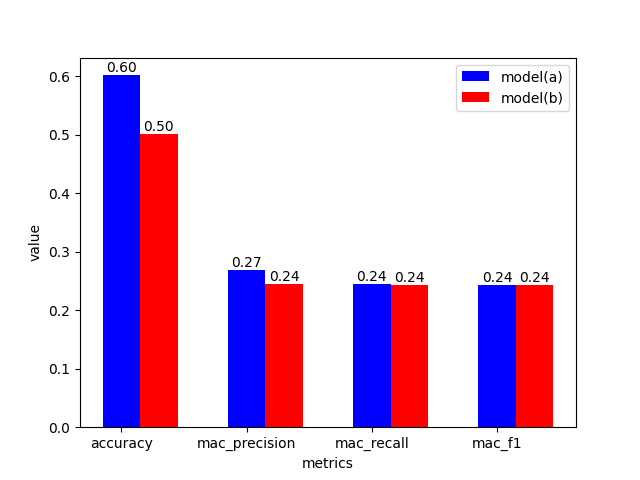 0.60
0.50
0.27
0.24
0.24
0.24
0.24
0.24
model(a)
model(b)
0.6
0.5
0.4
0.3
0.2
0.1
0.0
value
accuracy
mac_precision
mac_recall
mac_f1
metrics